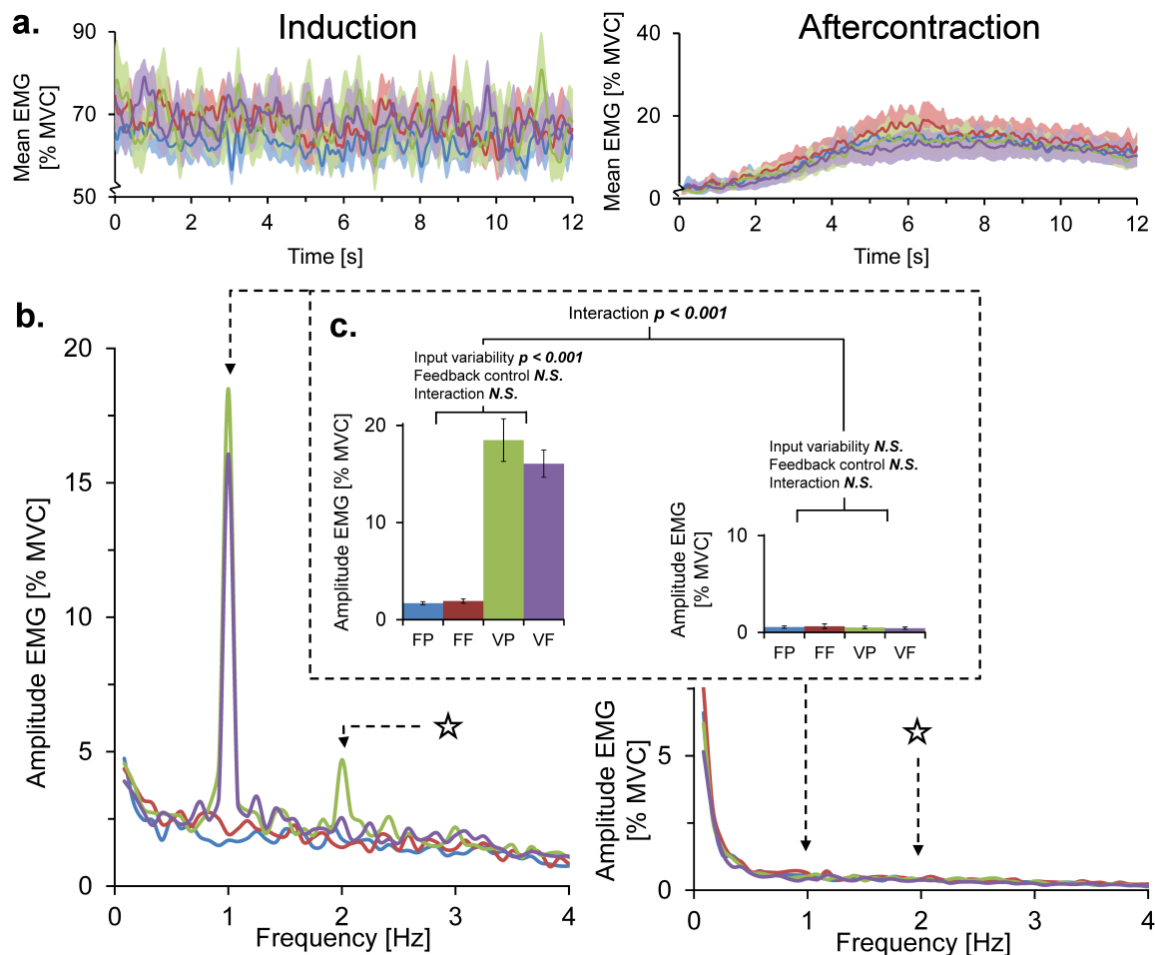 a.
Induction
Aftercontraction
Mean EMG
[% MVC]
90
70
50
0 2 4 6 8 10 12
Time [s]
Mean EMG [% MVC]
40
20
0
0 2 4 6 8 10 12
Time [s]
b.
Amplitude EMG [% MVC]
20
15
10
5
0
0 1 2 3 4
Frequency [Hz]
c.
Interaction p < 0.001
Input variability p < 0.001
Feedback control N.S.
Interaction N.S.
Amplitude EMG [% MVC]
20
10
0
FP FF VP VF
Input variability N.S.
Feedback control N.S.
Interaction N.S.
Amplitude EMG
[% MVC]
10
0
FP FF VP VF
Amplitude EMG
[% MVC]
5
0
0 1 2 3 4
Frequency [Hz]